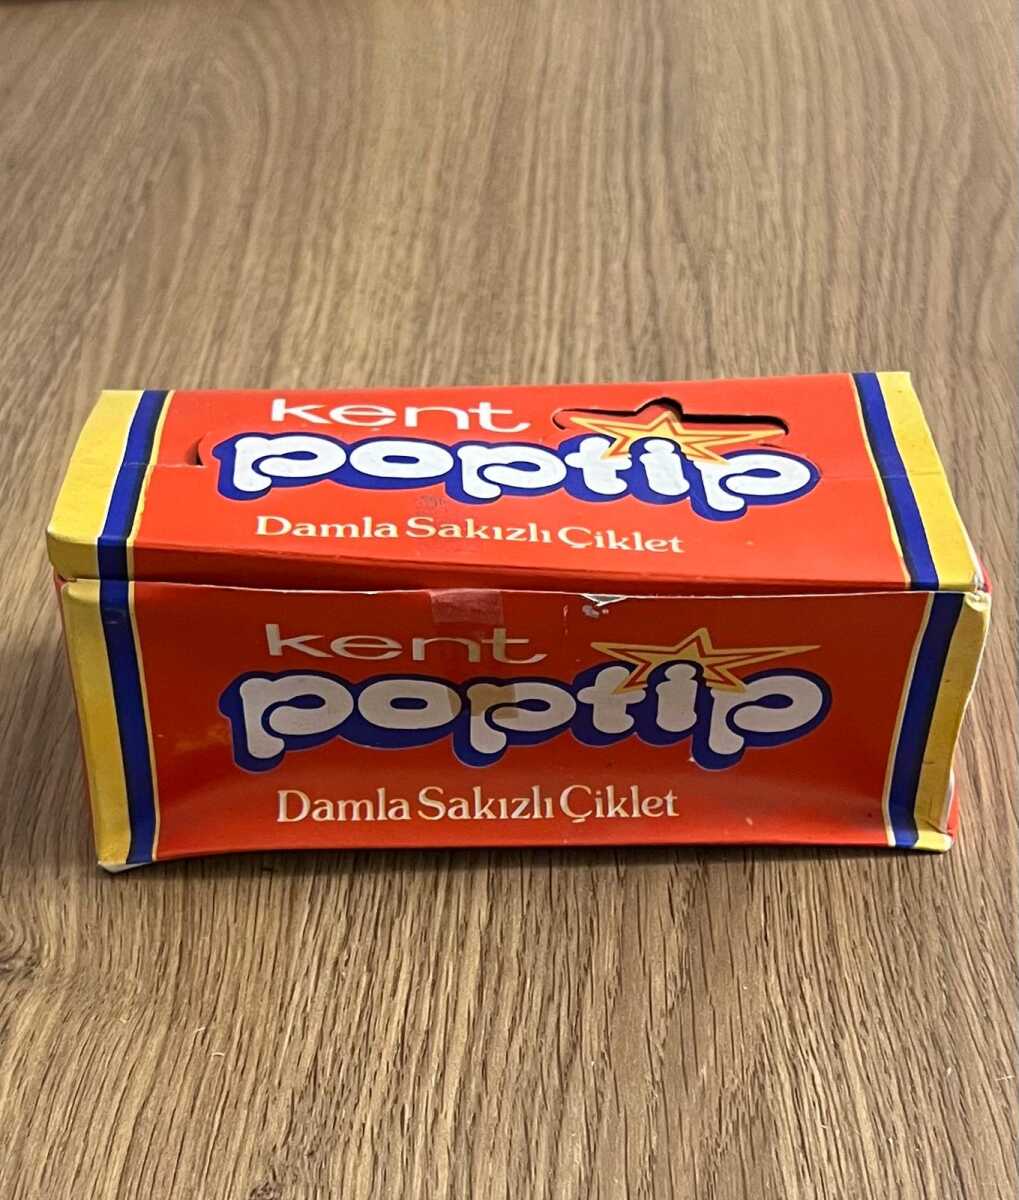 kent
poptip
Damla Sakızlı Çiklet
kent
poptip
Damla Sakızlı Çiklet